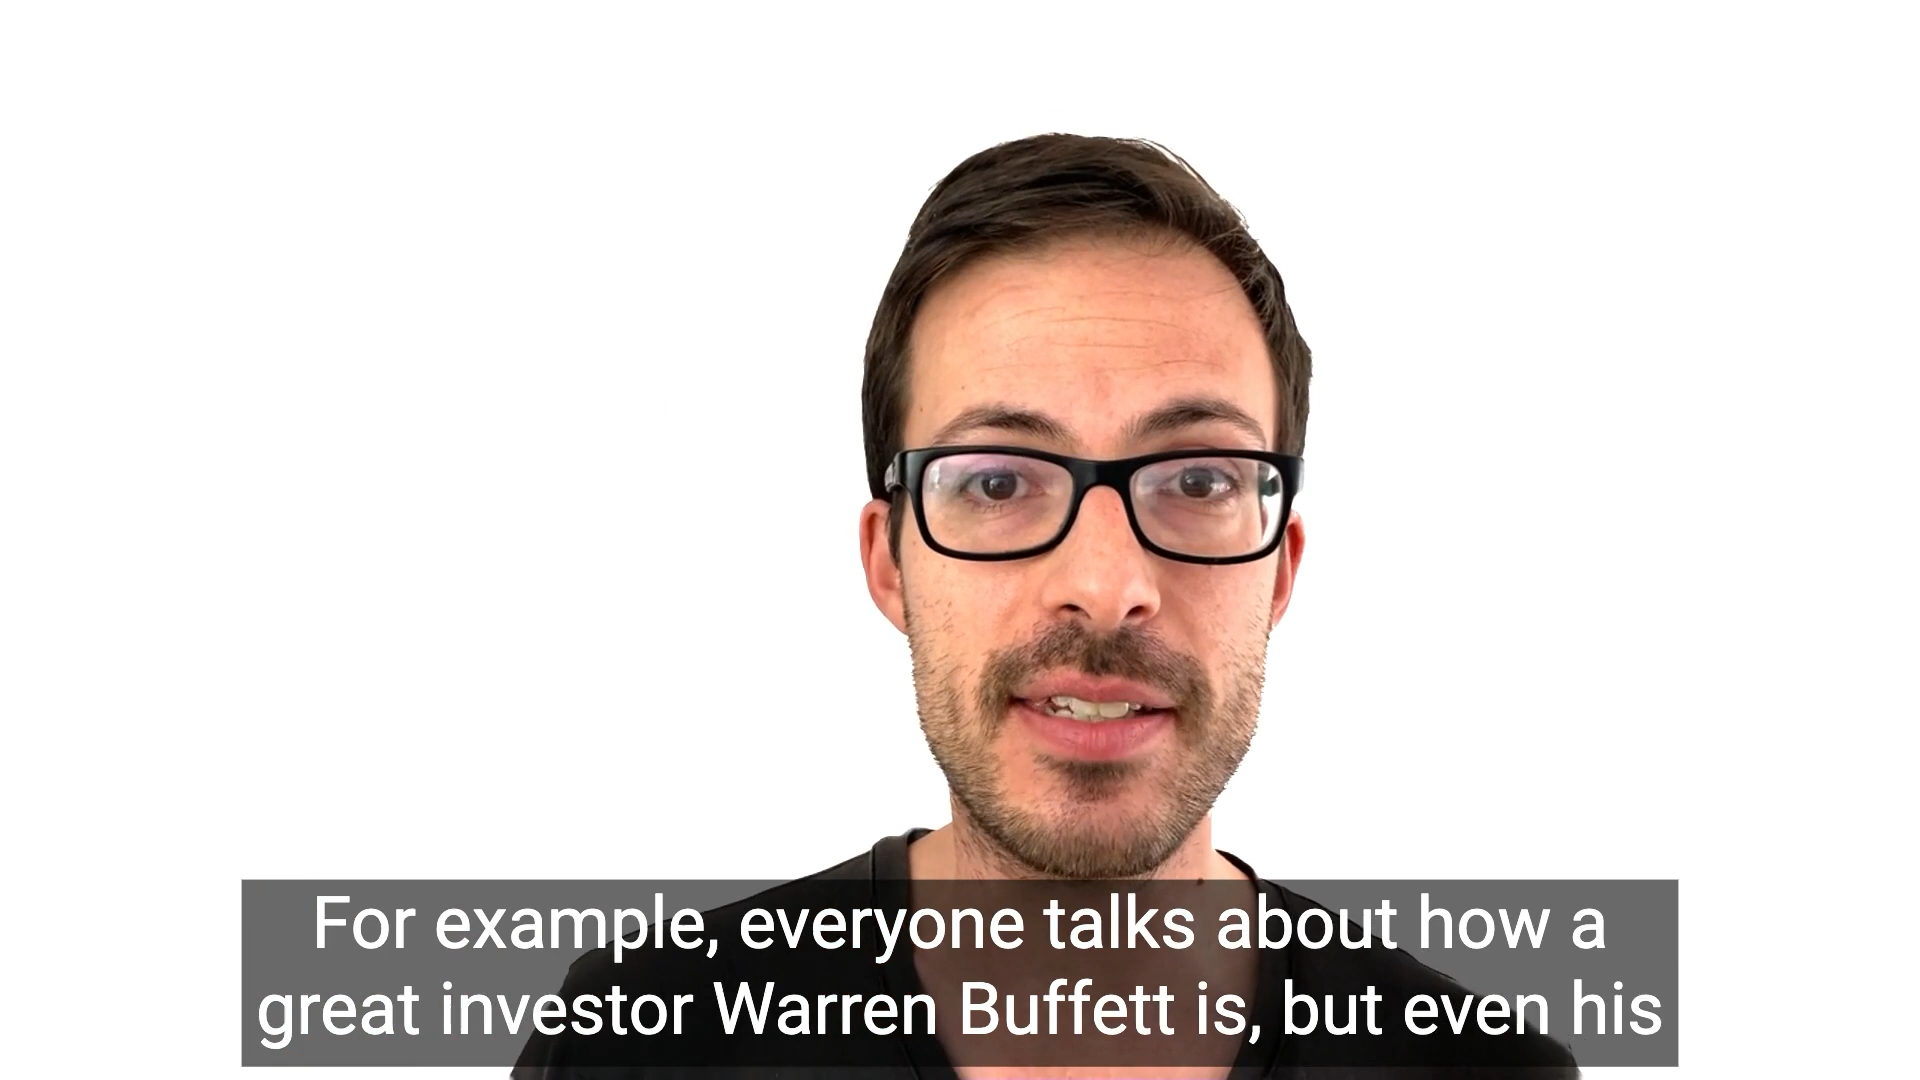 For example, everyone talks about how a
great investor Warren Buffett is, but even his